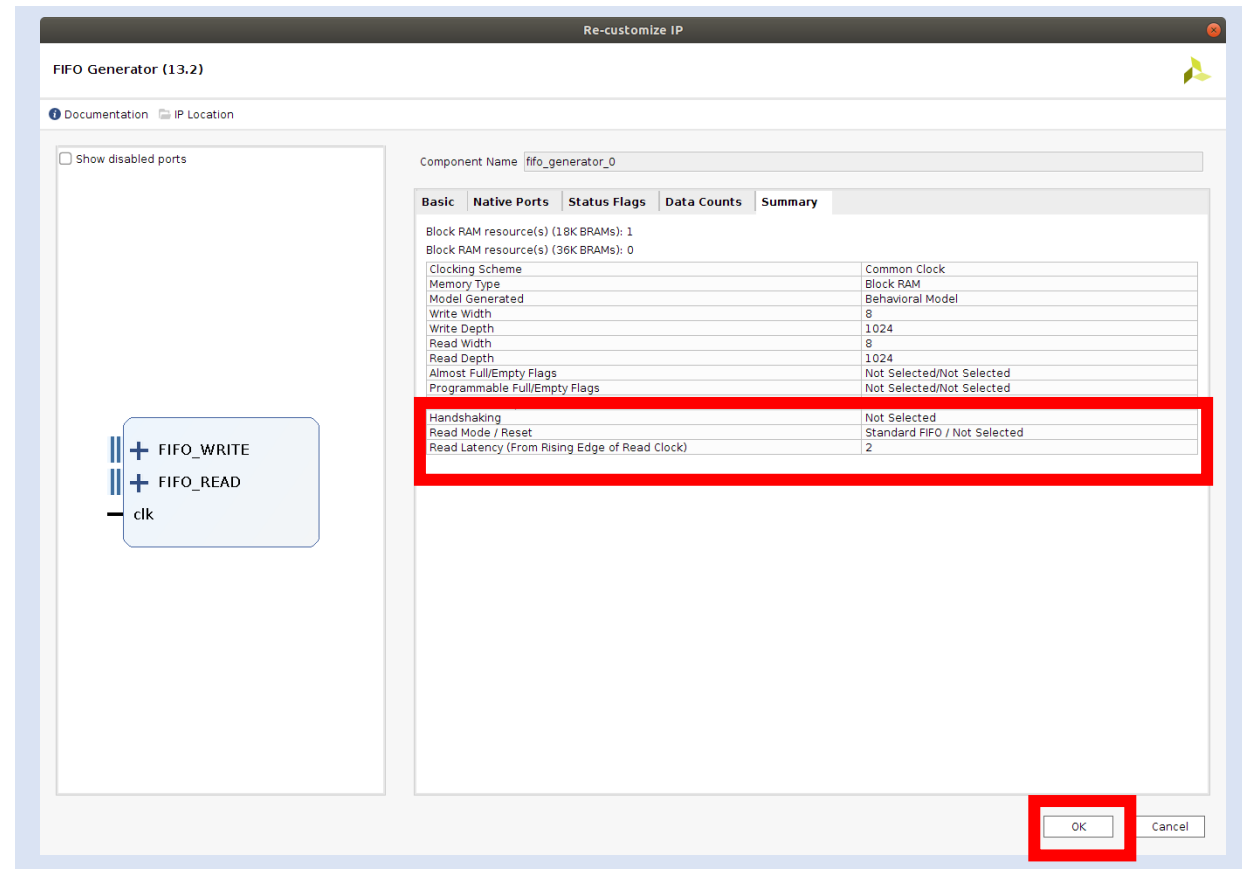 Re-customize IP
FIFO Generator (13.2)
Documentation IP Location
Show disabled ports
FIFO_WRITE
FIFO_READ
clk
Component Name fifo_generator_0
Basic Native Ports Status Flags Data Counts Summary
Block RAM resource(s) (18K BRAMs): 1
Block RAM resource(s) (36K BRAMs): 0
Clocking Scheme Common Clock
Memory Type Block RAM
Model Generated Behavioral Model
Write Width 8
Write Depth 1024
Read Width 8
Read Depth 1024
Almost Full/Empty Flags Not Selected/Not Selected
Programmable Full/Empty Flags Not Selected/Not Selected
Handshaking Not Selected
Read Mode / Reset Standard FIFO / Not Selected
Read Latency (From Rising Edge of Read Clock) 2
OK Cancel